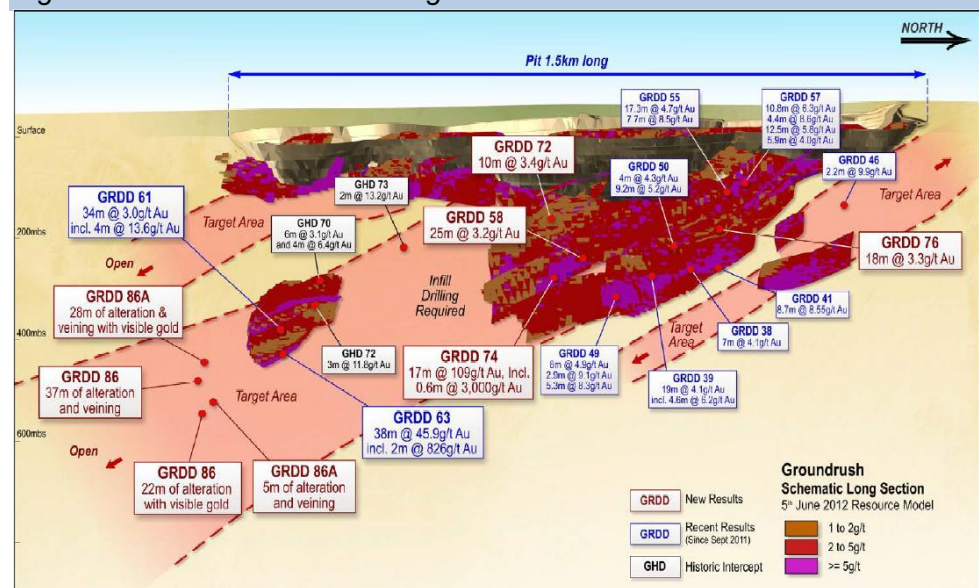 NORTH
Pit 1.5km long
Surface
200mbs
400mbs
600mbs
GRDD 55
17.3m @ 4.7g/t Au
7.7m @ 8.5g/t Au
GRDD 57
10.8m @ 6.3g/t Au
4.4m @ 8.6g/t Au
12.5m @ 5.8g/t Au
5.9m @ 4.0g/t Au
GRDD 72
10m @ 3.4g/t Au
GRDD 50
4m @ 4.3g/t Au
9.2m @ 5.2g/t Au
GRDD 46
2.2m @ 9.9g/t Au
GHD 73
2m @ 13.2g/t Au
GRDD 61
34m @ 3.0g/t Au
incl. 4m @ 13.6g/t Au
Target Area
GHD 70
6m @ 3.1g/t Au
and 4m @ 6.4g/t Au
GRDD 58
25m @ 3.2g/t Au
Target Area
GRDD 76
18m @ 3.3g/t Au
Open
Infill
Drilling
Required
GRDD 86A
28m of alteration &
veining with visible gold
GRDD 41
8.7m @ 8.55g/t Au
Target
Area
GRDD 38
7m @ 4.1g/t Au
GHD 72
3m @ 11.8g/t Au
GRDD 74
17m @ 109g/t Au, Incl.
0.6m @ 3,000g/t Au
GRDD 49
6m @ 4.9g/t Au
2.9m @ 9.1g/t Au
5.3m @ 8.3g/t Au
GRDD 39
19m @ 4.1g/t Au
incl. 4.6m @ 6.2g/t Au
GRDD 86
37m of alteration
and veining
Target Area
GRDD 63
38m @ 45.9g/t Au
incl. 2m @ 826g/t Au
Open
GRDD 86
22m of alteration
with visible gold
GRDD 86A
5m of alteration
and veining
GRDD New Results
GRDD Recent Results
(Since Sept 2011)
GHD Historic Intercept
Groundrush
Schematic Long Section
5th June 2012 Resource Model
1 to 2g/t
2 to 5g/t
>= 5g/t